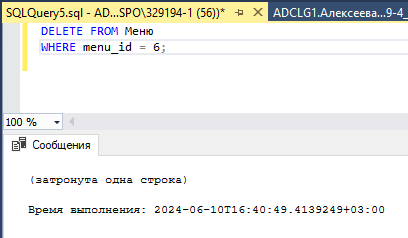 SQLQuery5.sql - AD...SPO\329194-1 (56))*
ADCLG1.Алексеева...9-4_
DELETE FROM Меню
WHERE menu_id = 6;
100 %
Сообщения
(затронута одна строка)
Время выполнения: 2024-06-10T16:40:49.4139249+03:00